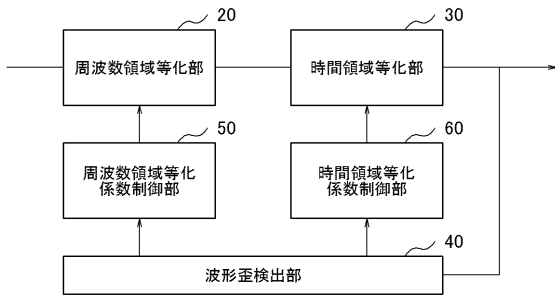 20
30
周波数領域等化部
時間領域等化部
50
60
周波数領域等化
係数制御部
時間領域等化
係数制御部
40
波形歪検出部